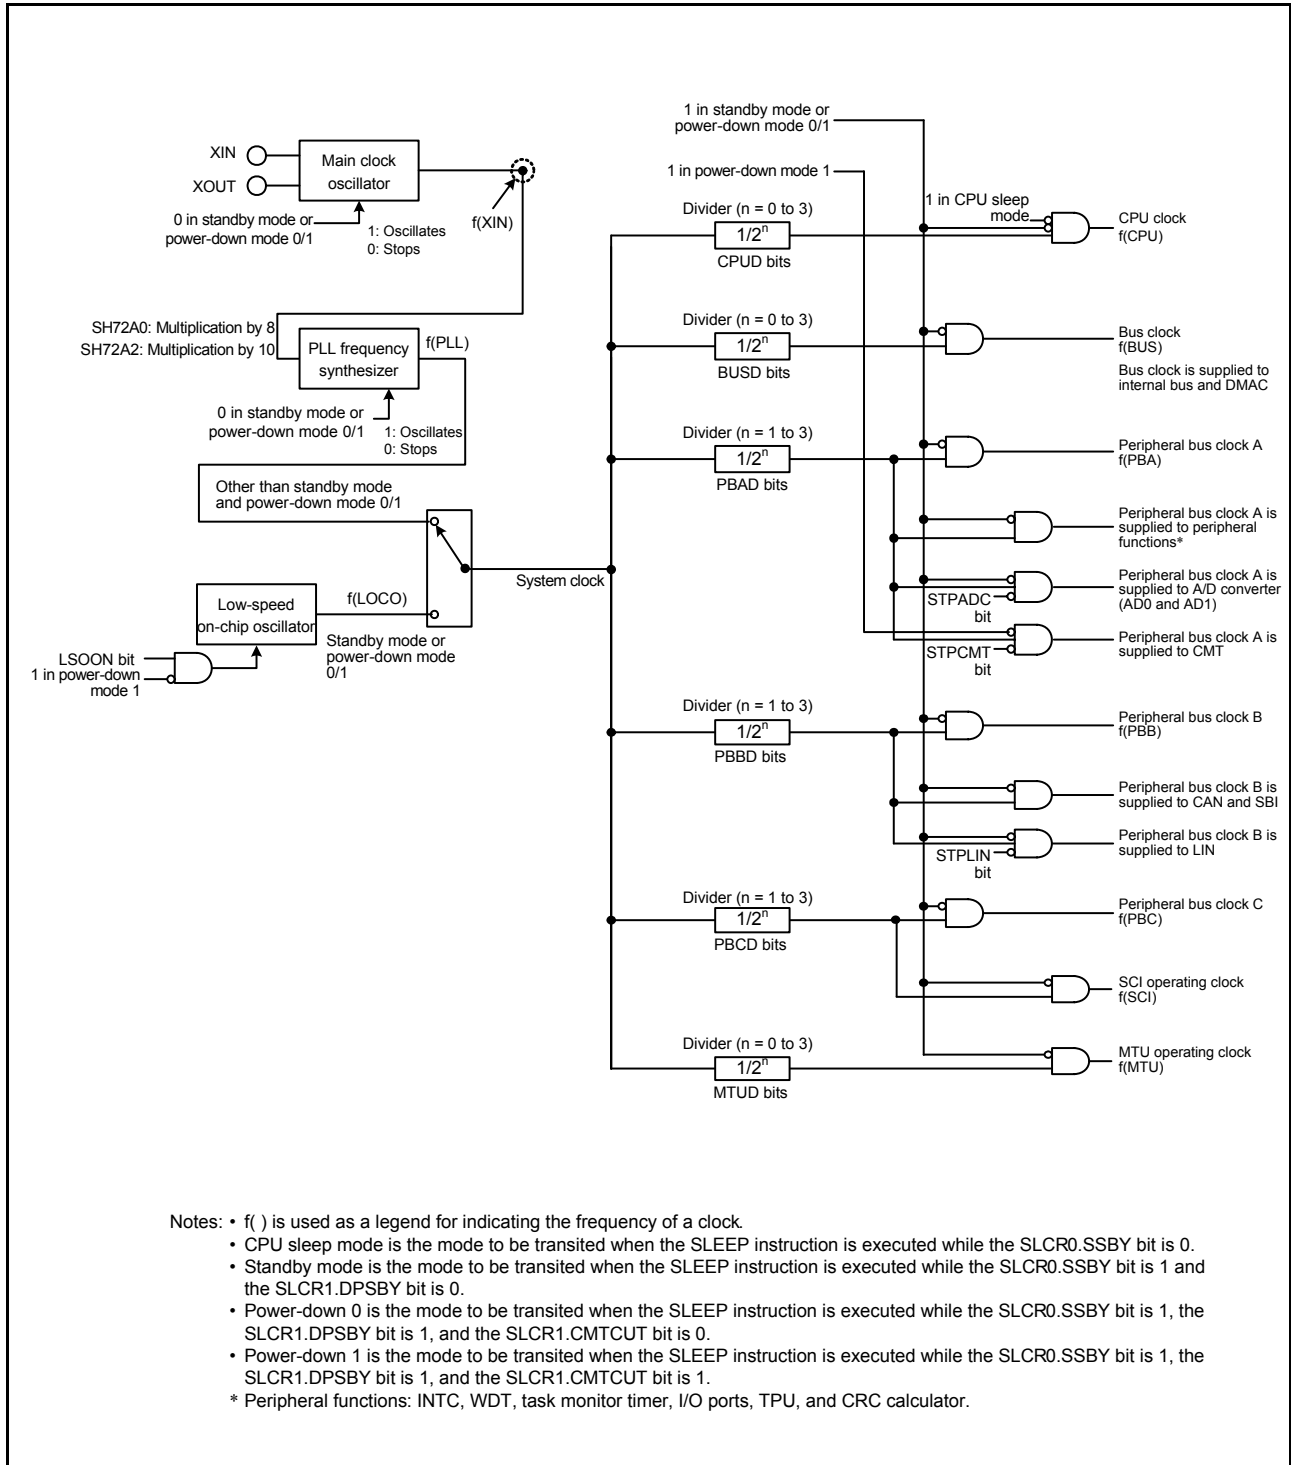 1 in standby mode or
power-down mode 0/1
XIN
XOUT
Main clock
oscillator
0 in standby mode or
power-down mode 0/1
1: Oscillates
0: Stops
f(XIN)
1 in power-down mode 1
Divider (n = 0 to 3)
1/2ⁿ
CPUD bits
1 in CPU sleep
mode
CPU clock
f(CPU)
SH72A0: Multiplication by 8
SH72A2: Multiplication by 10
PLL frequency
synthesizer
f(PLL)
0 in standby mode or
power-down mode 0/1
1: Oscillates
0: Stops
Divider (n = 0 to 3)
1/2ⁿ
BUSD bits
Bus clock
f(BUS)
Bus clock is supplied to
internal bus and DMAC
Divider (n = 1 to 3)
1/2ⁿ
PBAD bits
Peripheral bus clock A
f(PBA)
Other than standby mode
and power-down mode 0/1
Peripheral bus clock A is
supplied to peripheral
functions*
System clock
STPADC
bit
Peripheral bus clock A is
supplied to A/D converter
(AD0 and AD1)
Low-speed
on-chip oscillator
f(LOCO)
Standby mode or
power-down mode
0/1
LSOON bit
1 in power-down
mode 1
STPCMT
bit
Peripheral bus clock A is
supplied to CMT
Divider (n = 1 to 3)
1/2ⁿ
PBBD bits
Peripheral bus clock B
f(PBB)
Peripheral bus clock B is
supplied to CAN and SBI
STPLIN
bit
Peripheral bus clock B is
supplied to LIN
Divider (n = 1 to 3)
1/2ⁿ
PBCD bits
Peripheral bus clock C
f(PBC)
SCI operating clock
f(SCI)
Divider (n = 0 to 3)
1/2ⁿ
MTUD bits
MTU operating clock
f(MTU)
Notes: • f( ) is used as a legend for indicating the frequency of a clock.
• CPU sleep mode is the mode to be transited when the SLEEP instruction is executed while the SLCR0.SSBY bit is 0.
• Standby mode is the mode to be transited when the SLEEP instruction is executed while the SLCR0.SSBY bit is 1 and
the SLCR1.DPSBY bit is 0.
• Power-down 0 is the mode to be transited when the SLEEP instruction is executed while the SLCR0.SSBY bit is 1, the
SLCR1.DPSBY bit is 1, and the SLCR1.CMTCUT bit is 0.
• Power-down 1 is the mode to be transited when the SLEEP instruction is executed while the SLCR0.SSBY bit is 1, the
SLCR1.DPSBY bit is 1, and the SLCR1.CMTCUT bit is 1.
* Peripheral functions: INTC, WDT, task monitor timer, I/O ports, TPU, and CRC calculator.